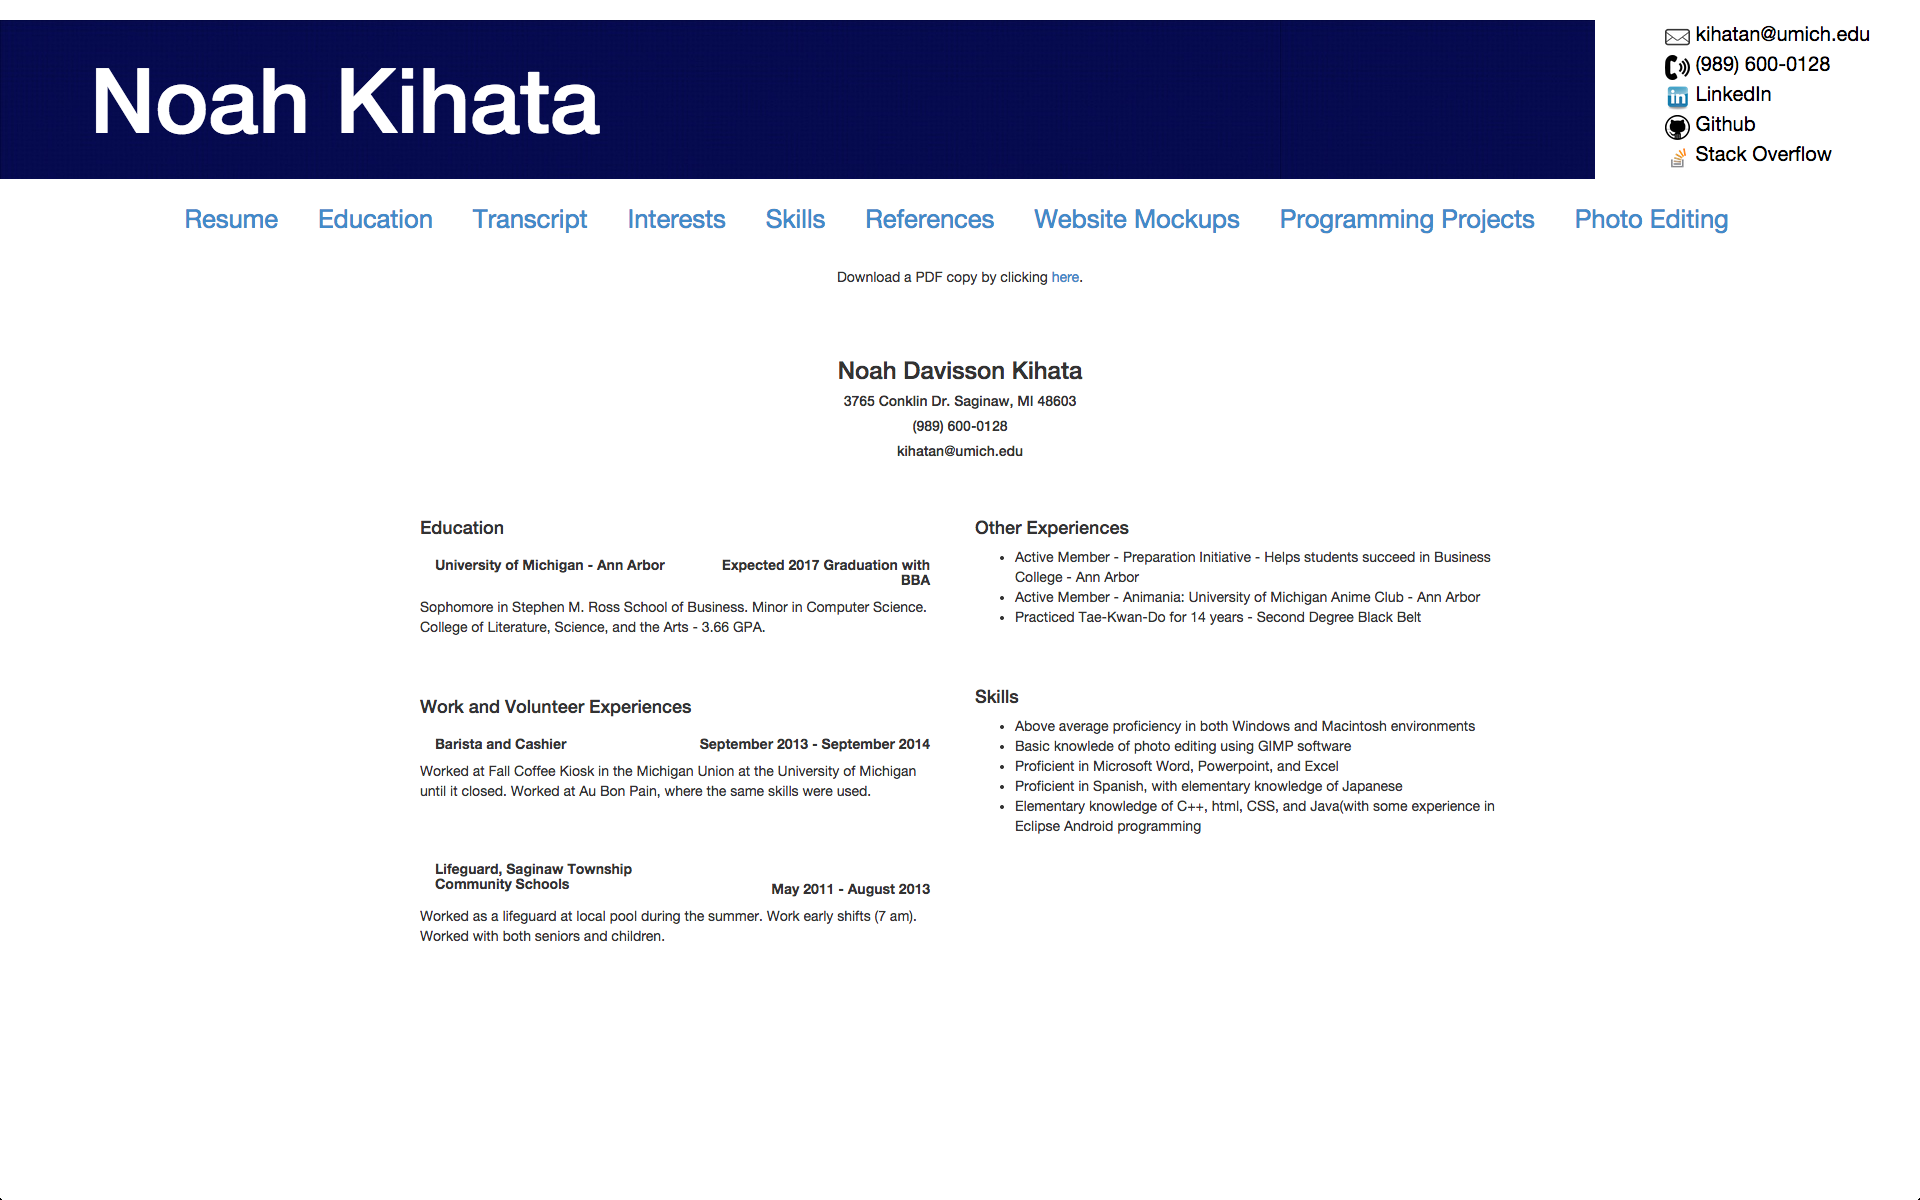 Noah Kihata
kihatan@umich.edu
(989) 600-0128
LinkedIn
Github
Stack Overflow
Resume Education Transcript Interests Skills References Website Mockups Programming Projects Photo Editing
Download a PDF copy by clicking here.
Noah Davisson Kihata
3765 Conklin Dr. Saginaw, MI 48603
(989) 600-0128
kihatan@umich.edu
Education
University of Michigan - Ann Arbor
Expected 2017 Graduation with
BBA
Sophomore in Stephen M. Ross School of Business. Minor in Computer Science.
College of Literature, Science, and the Arts - 3.66 GPA.
Work and Volunteer Experiences
Barista and Cashier
September 2013 - September 2014
Worked at Fall Coffee Kiosk in the Michigan Union at the University of Michigan
until it closed. Worked at Au Bon Pain, where the same skills were used.
Lifeguard, Saginaw Township
Community Schools
May 2011 - August 2013
Worked as a lifeguard at local pool during the summer. Work early shifts (7 am).
Worked with both seniors and children.
Other Experiences
• Active Member - Preparation Initiative - Helps students succeed in Business
College - Ann Arbor
• Active Member - Animania: University of Michigan Anime Club - Ann Arbor
• Practiced Tae-Kwan-Do for 14 years - Second Degree Black Belt
Skills
• Above average proficiency in both Windows and Macintosh environments
• Basic knowlede of photo editing using GIMP software
• Proficient in Microsoft Word, Powerpoint, and Excel
• Proficient in Spanish, with elementary knowledge of Japanese
• Elementary knowledge of C++, html, CSS, and Java(with some experience in
Eclipse Android programming